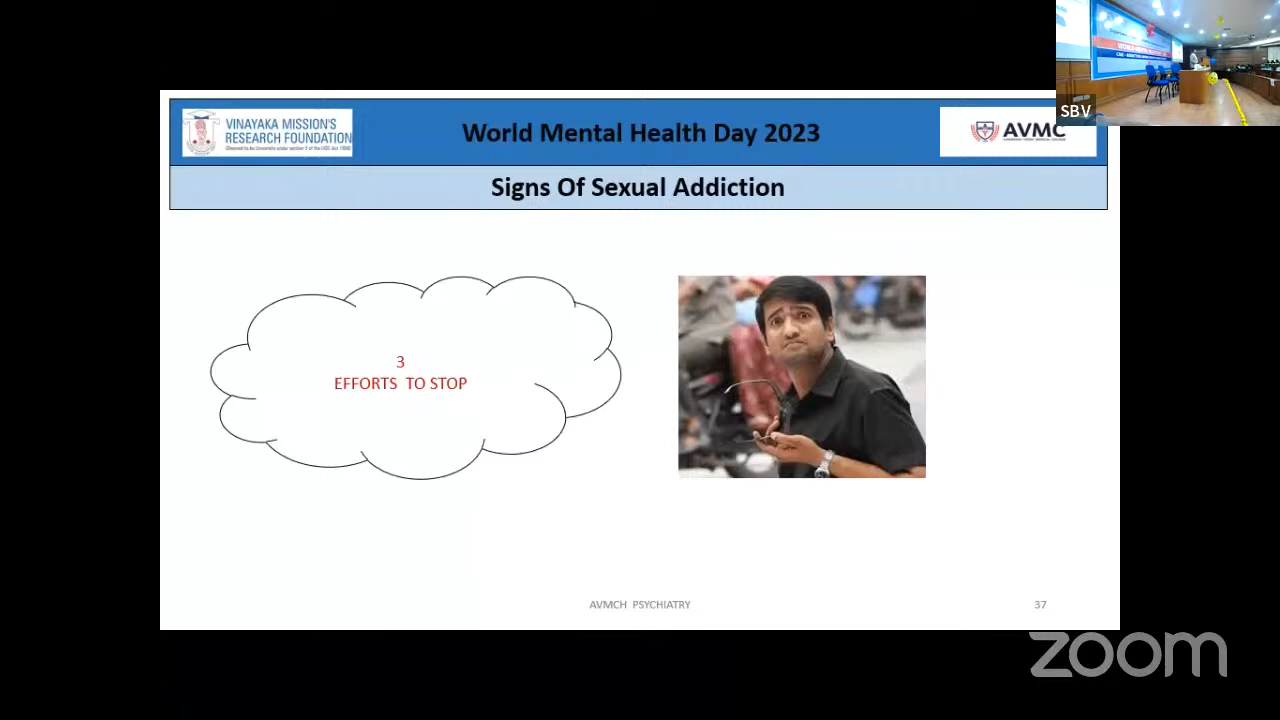 VINAYAKA MISSION'S
RESEARCH FOUNDATION
World Mental Health Day 2023
AVMC
SBV
Signs Of Sexual Addiction
3
EFFORTS TO STOP
AVMCH PSYCHIATRY
37
zoom